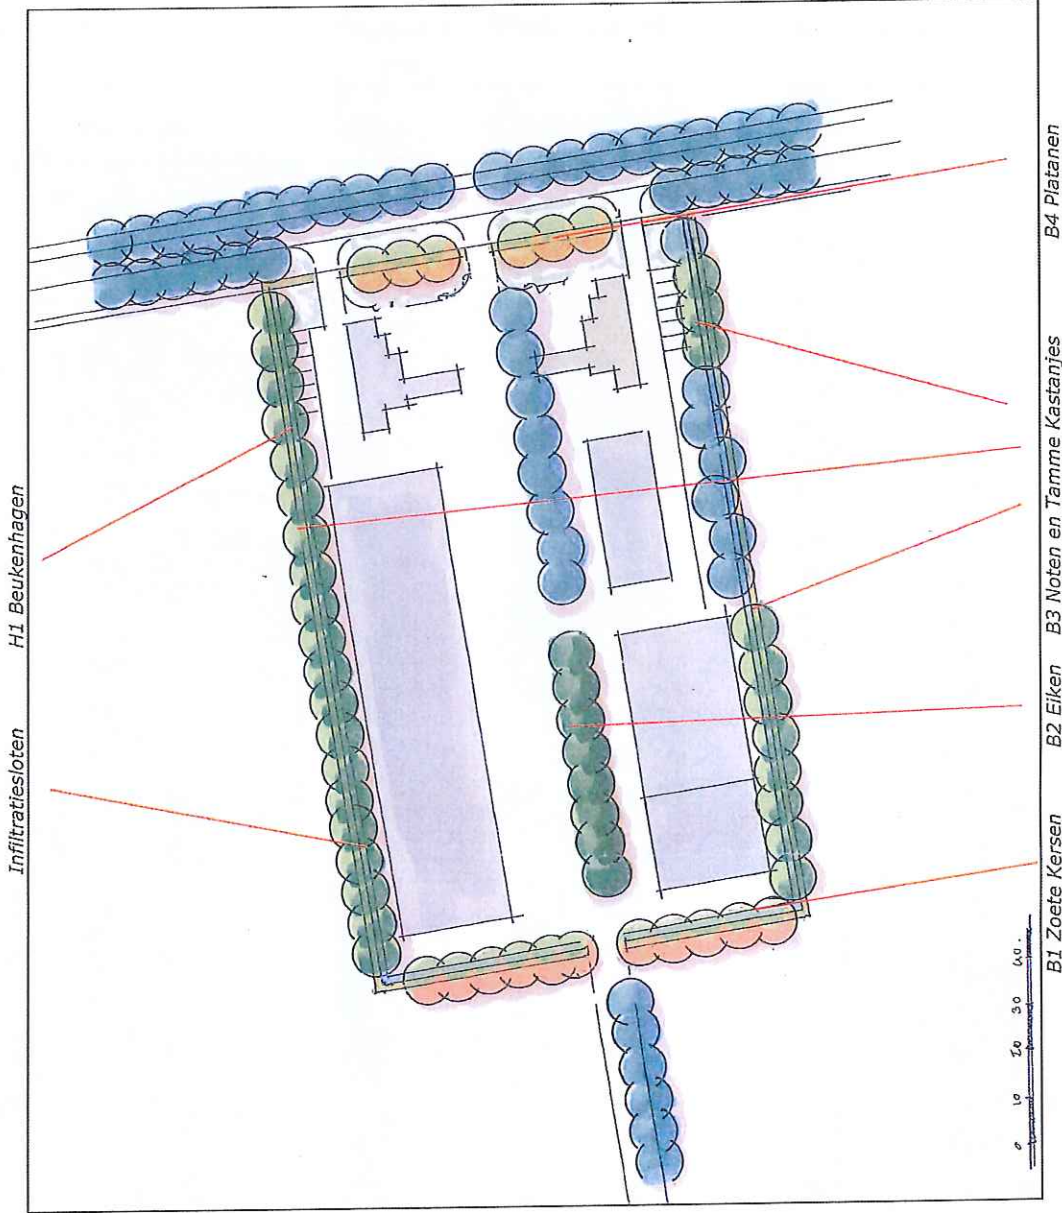 Infiltratiesloten
H1 Beukenhagen
B1 Zoete Kersen
B2 Eiken
B3 Noten en Tamme Kastanjes
B4 Platanen
0 10 20 30 40.